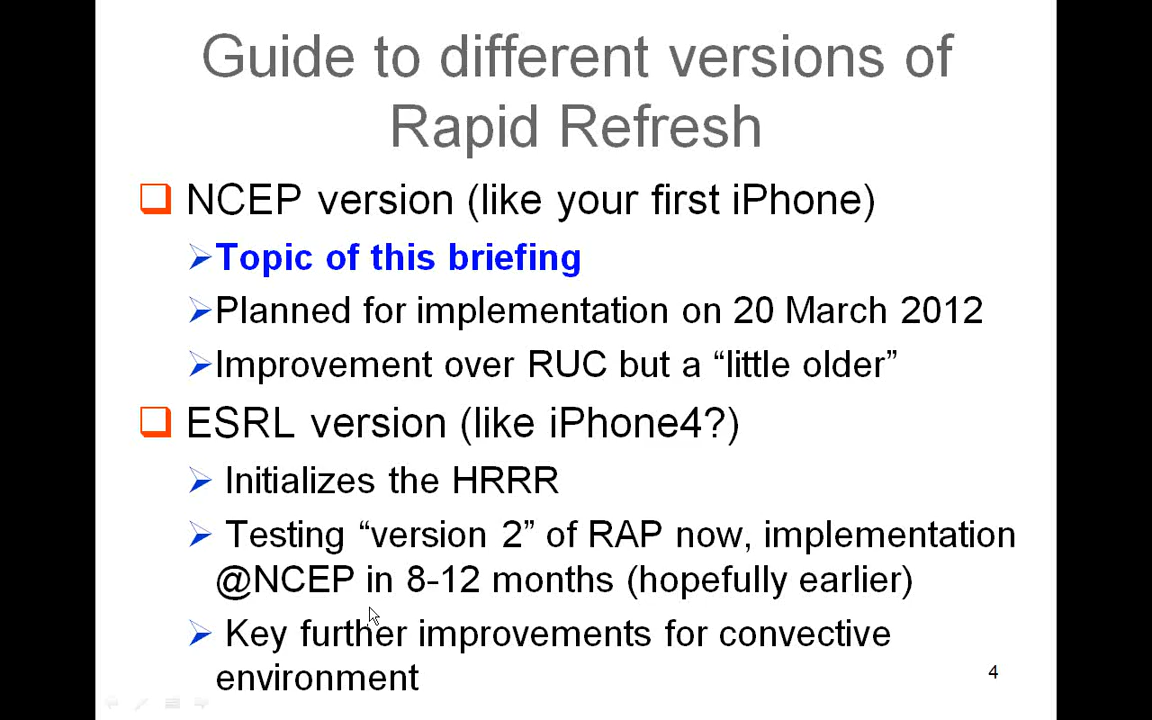 Guide to different versions of
Rapid Refresh
NCEP version (like your first iPhone)
Topic of this briefing
Planned for implementation on 20 March 2012
Improvement over RUC but a “little older”
ESRL version (like iPhone4?)
Initializes the HRRR
Testing “version 2” of RAP now, implementation
@NCEP in 8-12 months (hopefully earlier)
Key further improvements for convective
environment
4